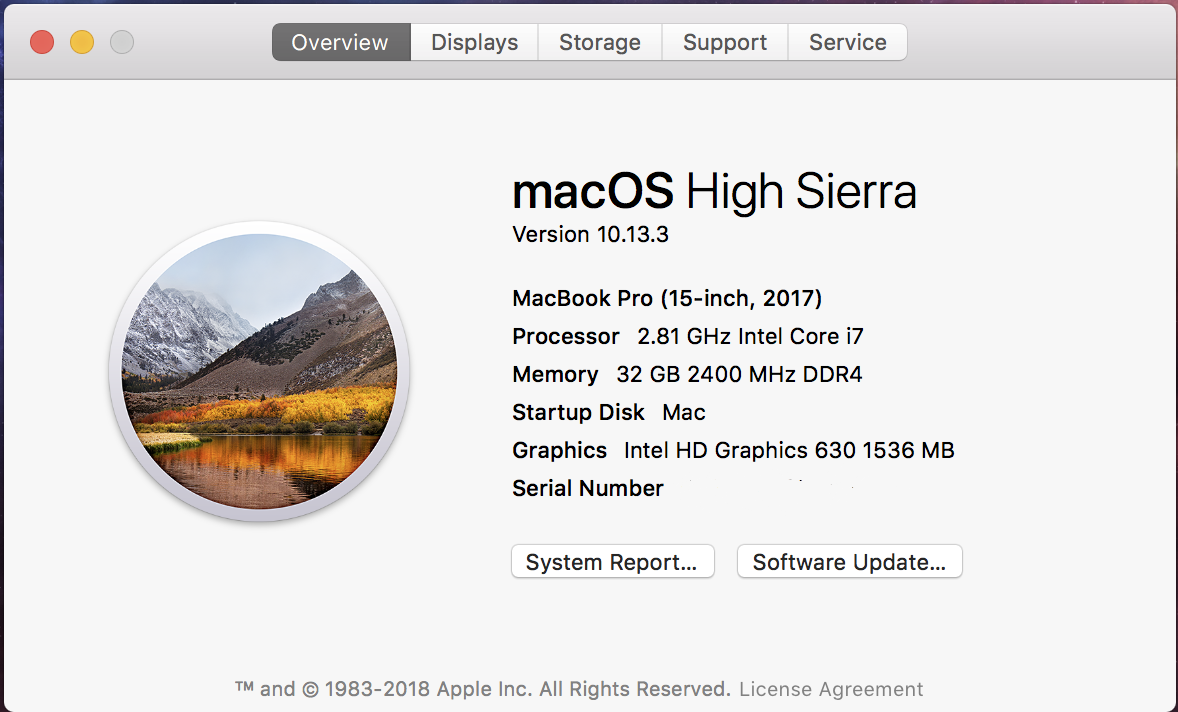 Overview Displays Storage Support Service
macOS High Sierra
Version 10.13.3
MacBook Pro (15-inch, 2017)
Processor 2.81 GHz Intel Core i7
Memory 32 GB 2400 MHz DDR4
Startup Disk Mac
Graphics Intel HD Graphics 630 1536 MB
Serial Number
System Report... Software Update...
™ and © 1983-2018 Apple Inc. All Rights Reserved. License Agreement